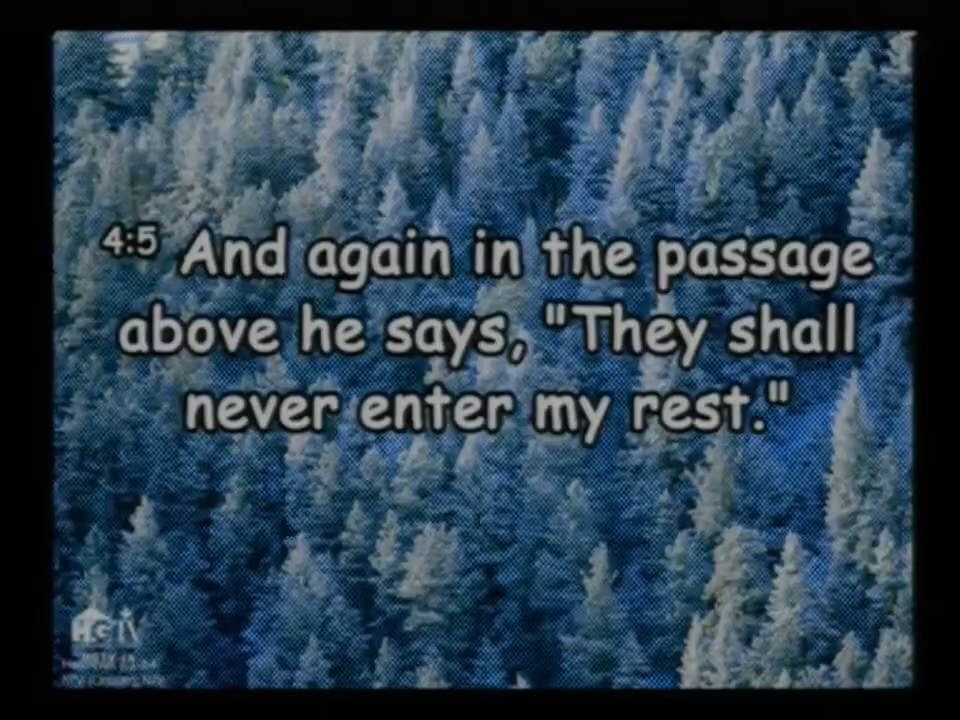 4:5 And again in the passage
above he says, "They shall
never enter my rest."
HGTV